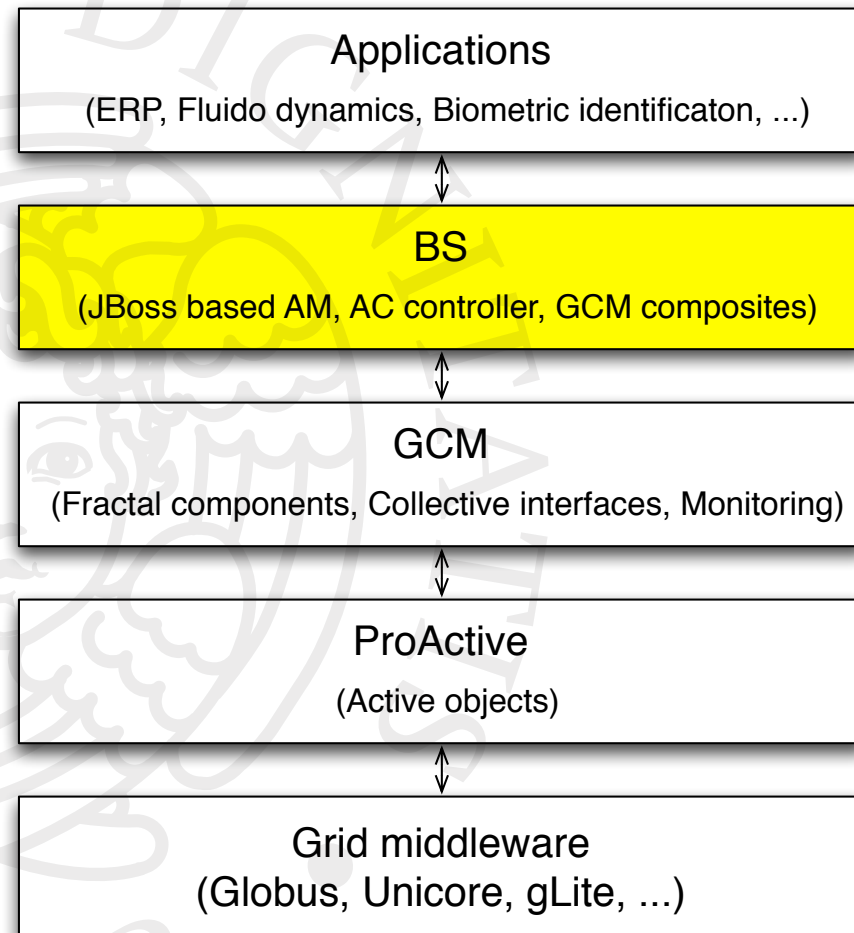 Applications
(ERP, Fluido dynamics, Biometric identificaton, ...)
BS
(JBoss based AM, AC controller, GCM composites)
GCM
(Fractal components, Collective interfaces, Monitoring)
ProActive
(Active objects)
Grid middleware
(Globus, Unicore, gLite, ...)